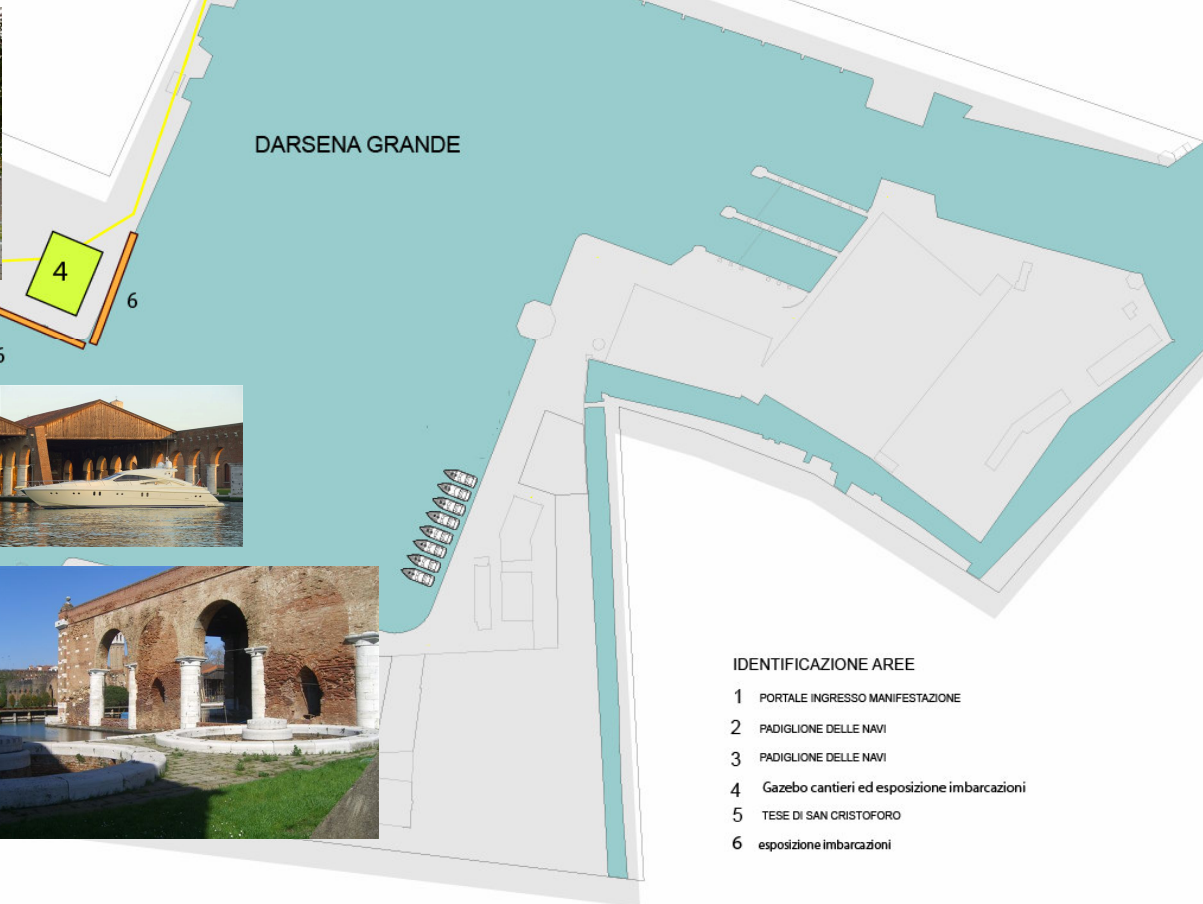 DARSENA GRANDE
4
6
6
IDENTIFICAZIONE AREE
1 PORTALE INGRESSO MANIFESTAZIONE
2 PADIGLIONE DELLE NAVI
3 PADIGLIONE DELLE NAVI
4 Gazebo cantieri ed esposizione imbarcazioni
5 TESE DI SAN CRISTOFORO
6 esposizione imbarcazioni